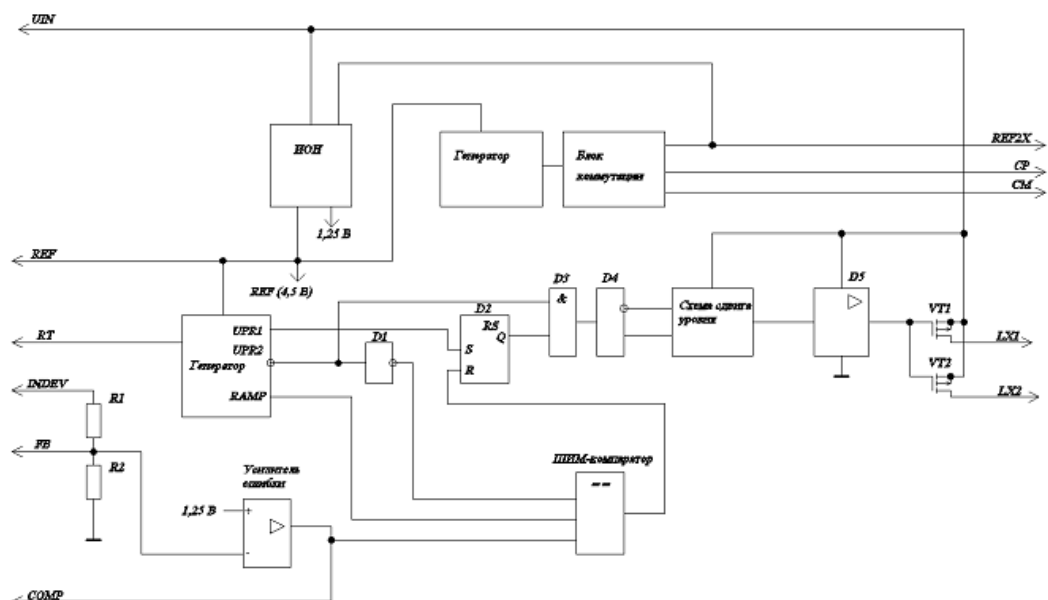 UIN
ИОН
Генератор
Блок
коммутации
REF2X
CP
CM
1,25 В
REF
REF (4,5 В)
D3
&
D4
Схема сдвига
уровня
D5
VT1
LX1
VT2
LX2
RT
UPR1
UPR2
Генератор
RAMP
D1
D2
RS
Q
S
R
INDEV
R1
FB
R2
Усилитель
ошибки
1,25 В
+
-
ШИМ-компаратор
==
COMP